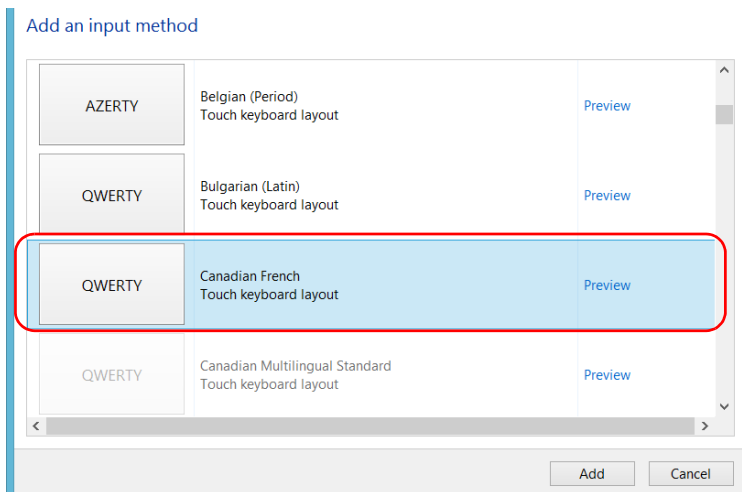 Add an input method
AZERTY
Belgian (Period)
Touch keyboard layout
Preview
QWERTY
Bulgarian (Latin)
Touch keyboard layout
Preview
QWERTY
Canadian French
Touch keyboard layout
Preview
QWERTY
Canadian Multilingual Standard
Touch keyboard layout
Preview
Add
Cancel